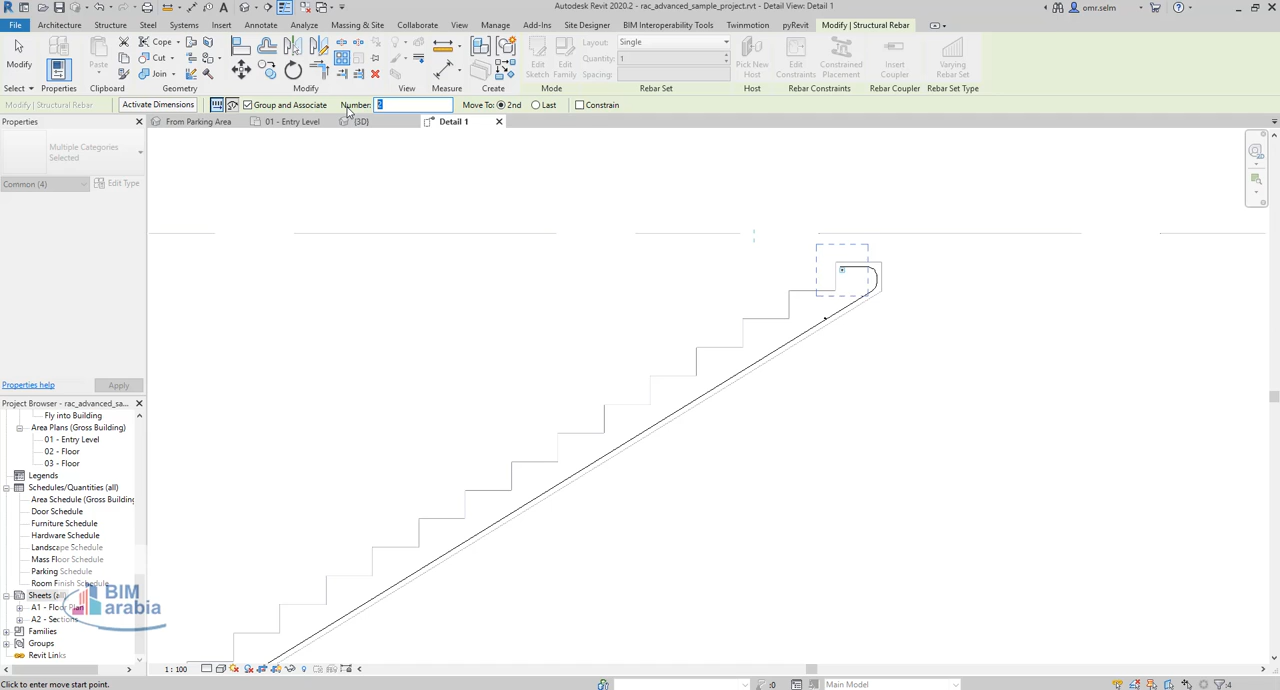 Autodesk Revit 2020.2 - rac_advanced_sample_project.rvt - Detail View: Detail 1
omr.selm
File Architecture Structure Steel Systems Insert Annotate Analyze Massing & Site Collaborate View Manage Add-Ins Site Designer BIM Interoperability Tools Twinmotion pyRevit Modify | Structural Rebar
Cope Layout: Single
Cut Quantity: 1
Modify Paste Join Edit Sketch Edit Family Spacing: Pick New Host Edit Constraints Constrained Placement Insert Coupler Varying Rebar Set
Select Properties Clipboard Geometry Modify View Measure Create Mode Rebar Set Host Rebar Constraints Rebar Coupler Rebar Set Type
Modify | Structural Rebar Activate Dimensions Group and Associate Number: 2 Move To: 2nd Last Constrain
Properties From Parking Area 01 - Entry Level {3D} Detail 1
Multiple Categories
Selected
Common (4) Edit Type
Properties help Apply
Project Browser - rac_advanced_sa...
Fly into Building
Area Plans (Gross Building)
01 - Entry Level
02 - Floor
03 - Floor
Legends
Schedules/Quantities (all)
Area Schedule (Gross Building
Door Schedule
Furniture Schedule
Hardware Schedule
Landscape Schedule
Mass Floor Schedule
Parking Schedule
Room Finish Schedule
Sheets (all)
A1 - Floor Plan
A2 - Sections
Families
Groups
Revit Links
BIM
arabia
1 : 100
Click to enter move start point. :0 Main Model :4